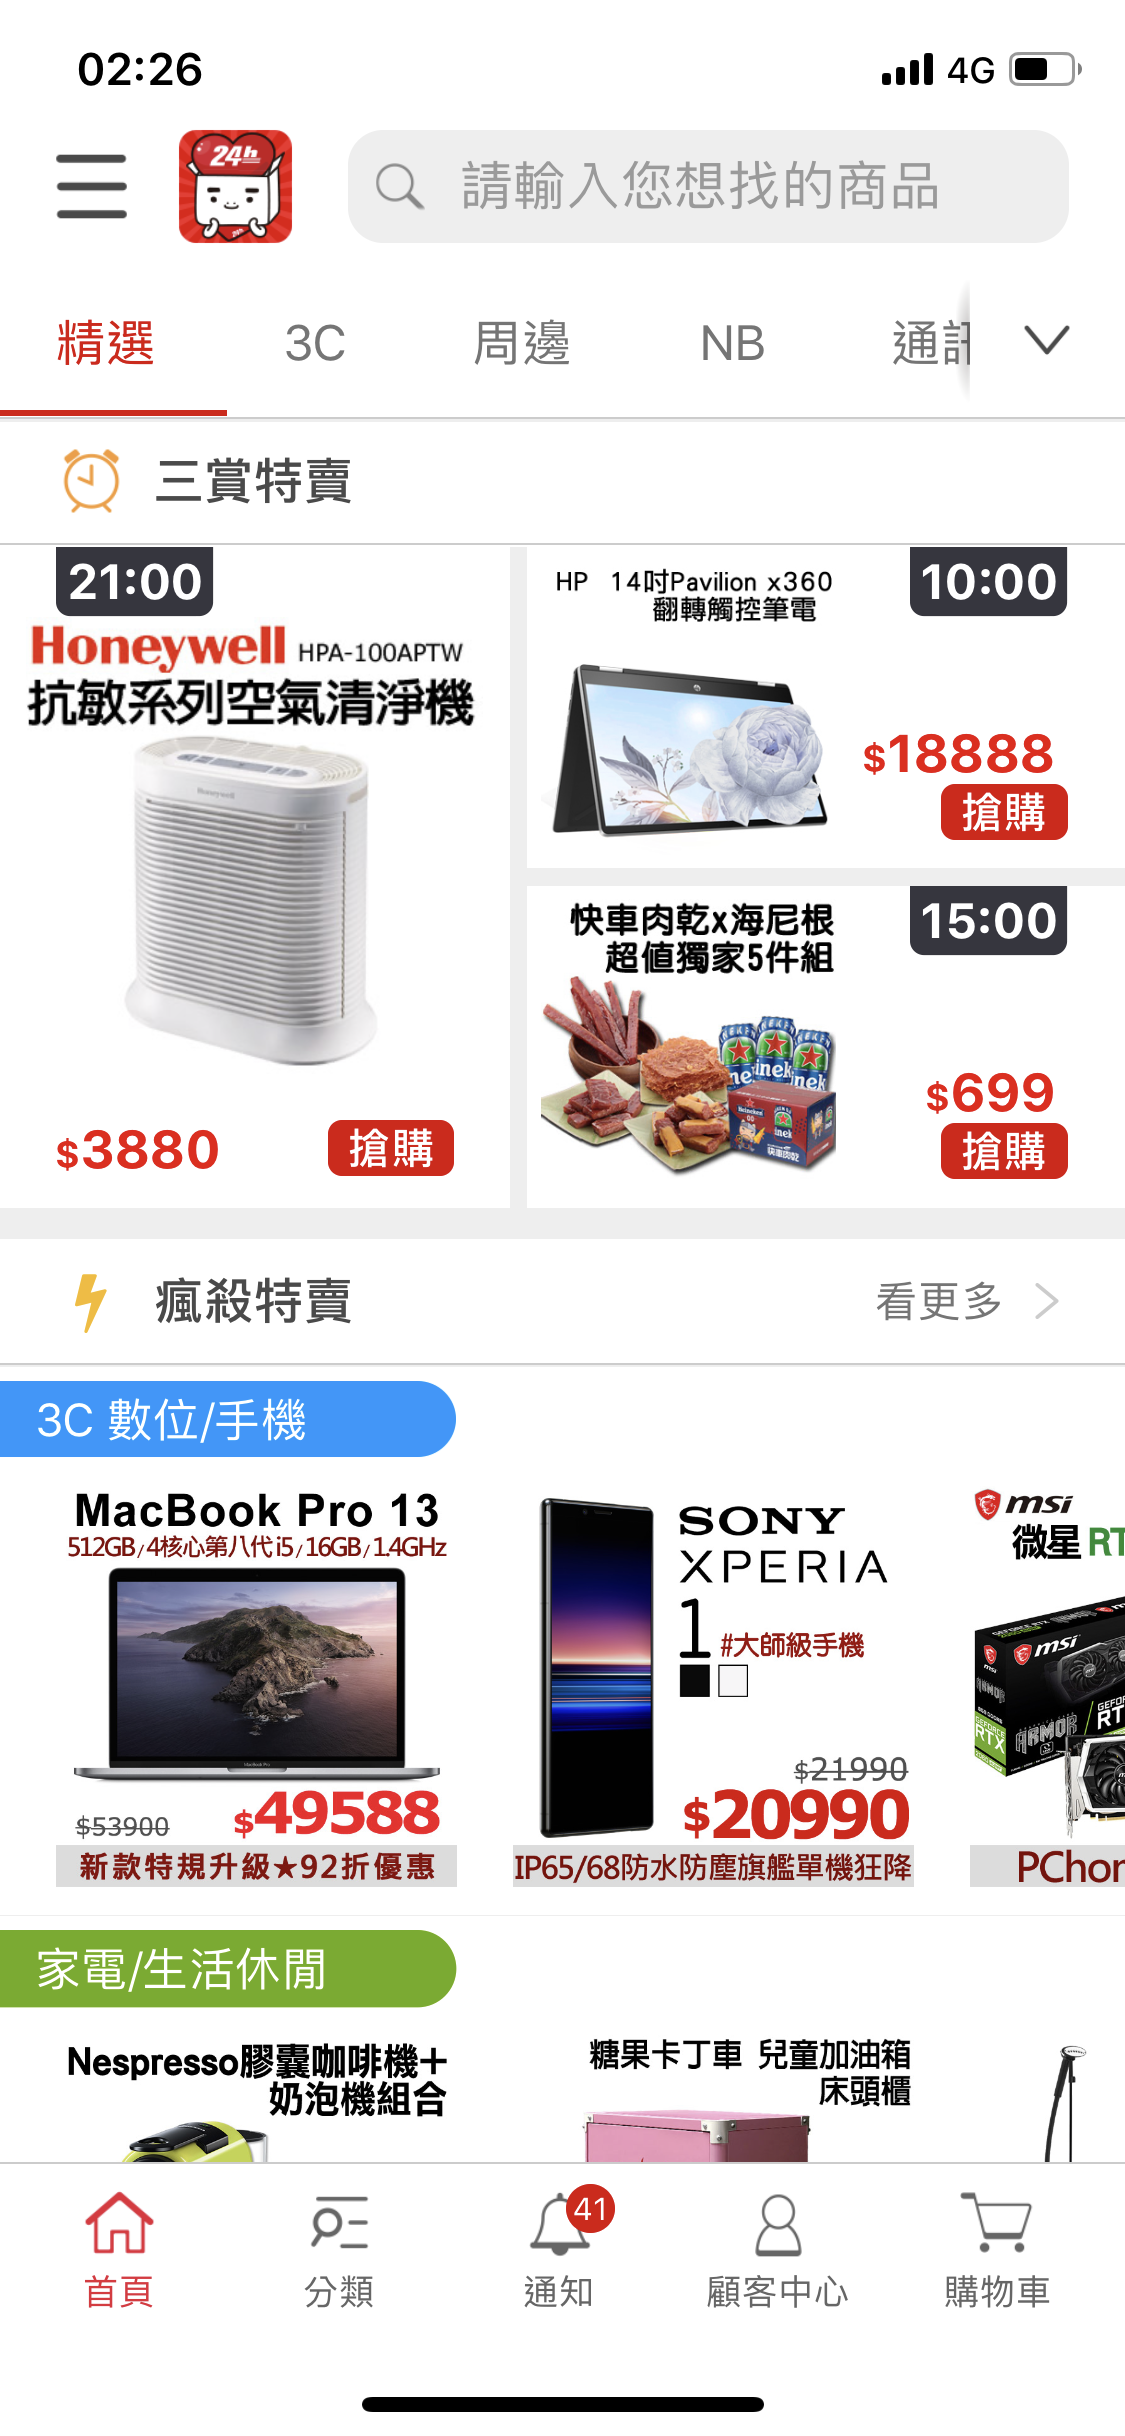 02:26
4G
24h
請輸入您想找的商品
精選
3C
周邊
NB
通訊
三賞特賣
21:00
Honeywell HPA-100APTW
抗敏系列空氣清淨機
$3880
搶購
HP 14吋Pavilion x360
翻轉觸控筆電
10:00
$18888
搶購
快車肉乾x海尼根
超值獨家5件組
15:00
$699
搶購
瘋殺特賣
看更多
3C 數位/手機
MacBook Pro 13
512GB/4核心第八代 i5/16GB/1.4GHz
$53900
$49588
新款特規升級★92折優惠
SONY
XPERIA
1 #大師級手機
$21990
$20990
IP65/68防水防塵旗艦單機狂降
msi
微星 RT
msi
ARMOR
GEFORCE
RTX
PChom
家電/生活休閒
Nespresso膠囊咖啡機+
奶泡機組合
糖果卡丁車 兒童加油箱
床頭櫃
首頁
分類
41
通知
顧客中心
購物車